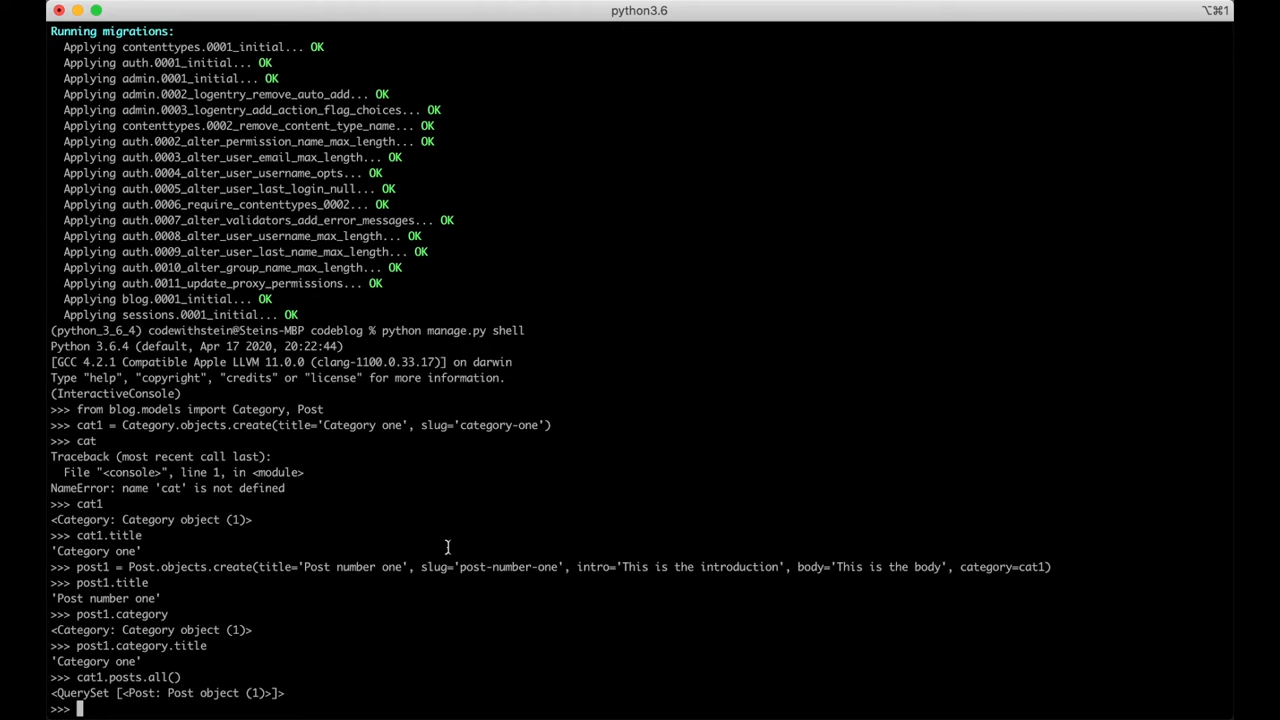 python3.6
⌥⌘1
Running migrations:
  Applying contenttypes.0001_initial... OK
  Applying auth.0001_initial... OK
  Applying admin.0001_initial... OK
  Applying admin.0002_logentry_remove_auto_add... OK
  Applying admin.0003_logentry_add_action_flag_choices... OK
  Applying contenttypes.0002_remove_content_type_name... OK
  Applying auth.0002_alter_permission_name_max_length... OK
  Applying auth.0003_alter_user_email_max_length... OK
  Applying auth.0004_alter_user_username_opts... OK
  Applying auth.0005_alter_user_last_login_null... OK
  Applying auth.0006_require_contenttypes_0002... OK
  Applying auth.0007_alter_validators_add_error_messages... OK
  Applying auth.0008_alter_user_username_max_length... OK
  Applying auth.0009_alter_user_last_name_max_length... OK
  Applying auth.0010_alter_group_name_max_length... OK
  Applying auth.0011_update_proxy_permissions... OK
  Applying blog.0001_initial... OK
  Applying sessions.0001_initial... OK
(python_3_6_4) codewithstein@Steins-MBP codeblog % python manage.py shell
Python 3.6.4 (default, Apr 17 2020, 20:22:44)
[GCC 4.2.1 Compatible Apple LLVM 11.0.0 (clang-1100.0.33.17)] on darwin
Type "help", "copyright", "credits" or "license" for more information.
(InteractiveConsole)
>>> from blog.models import Category, Post
>>> cat1 = Category.objects.create(title='Category one', slug='category-one')
>>> cat
Traceback (most recent call last):
  File "<console>", line 1, in <module>
NameError: name 'cat' is not defined
>>> cat1
<Category: Category object (1)>
>>> cat1.title
'Category one'
>>> post1 = Post.objects.create(title='Post number one', slug='post-number-one', intro='This is the introduction', body='This is the body', category=cat1)
>>> post1.title
'Post number one'
>>> post1.category
<Category: Category object (1)>
>>> post1.category.title
'Category one'
>>> cat1.posts.all()
<QuerySet [<Post: Post object (1)>]>
>>>